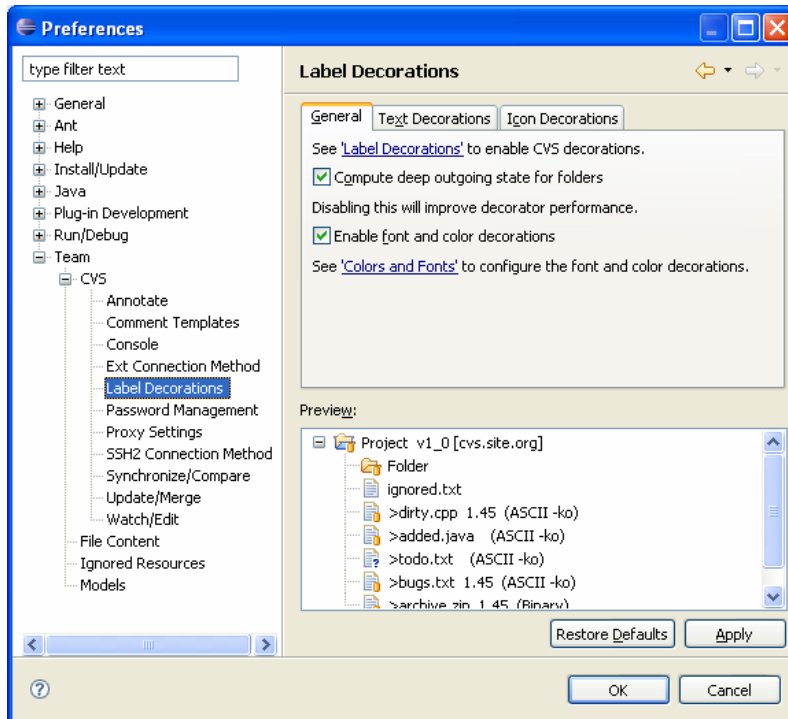 Preferences
type filter text
General
Ant
Help
Install/Update
Java
Plug-in Development
Run/Debug
Team
CVS
Annotate
Comment Templates
Console
Ext Connection Method
Label Decorations
Password Management
Proxy Settings
SSH2 Connection Method
Synchronize/Compare
Update/Merge
Watch/Edit
File Content
Ignored Resources
Models
Label Decorations
General Text Decorations Icon Decorations
See 'Label Decorations' to enable CVS decorations.
Compute deep outgoing state for folders
Disabling this will improve decorator performance.
Enable font and color decorations
See 'Colors and Fonts' to configure the font and color decorations.
Preview:
Project v1_0 [cvs.site.org]
Folder
ignored.txt
>dirty.cpp 1.45 (ASCII -ko)
>added.java (ASCII -ko)
>todo.txt (ASCII -ko)
>bugs.txt 1.45 (ASCII -ko)
>archive.zip 1.45 (Binary)
Restore Defaults Apply
OK Cancel